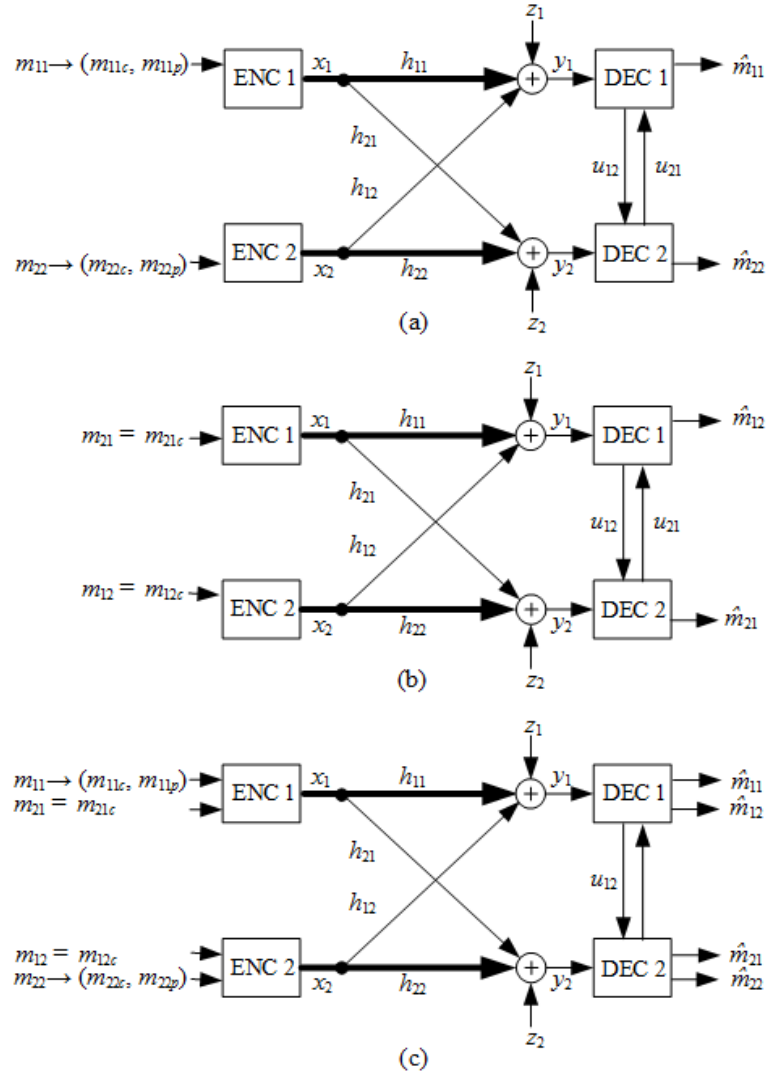 z₁
m₁₁→ (m₁₁c, m₁₁p) ENC 1 x₁ h₁₁ + y₁ DEC 1 m̂₁₁
h₂₁
h₁₂ u₁₂ u₂₁
m₂₂→ (m₂₂c, m₂₂p) ENC 2 x₂ h₂₂ + y₂ DEC 2 m̂₂₂
z₂
(a)
z₁
m₂₁ = m₂₁c ENC 1 x₁ h₁₁ + y₁ DEC 1 m̂₁₂
h₂₁
h₁₂ u₁₂ u₂₁
m₁₂ = m₁₂c ENC 2 x₂ h₂₂ + y₂ DEC 2 m̂₂₁
z₂
(b)
z₁
m₁₁→ (m₁₁c, m₁₁p) ENC 1 x₁ h₁₁ + y₁ DEC 1 m̂₁₁
m₂₁ = m₂₁c m̂₁₂
h₂₁
h₁₂ u₁₂
m₁₂ = m₁₂c ENC 2 x₂ h₂₂ + y₂ DEC 2 m̂₂₁
m₂₂→ (m₂₂c, m₂₂p) m̂₂₂
z₂
(c)